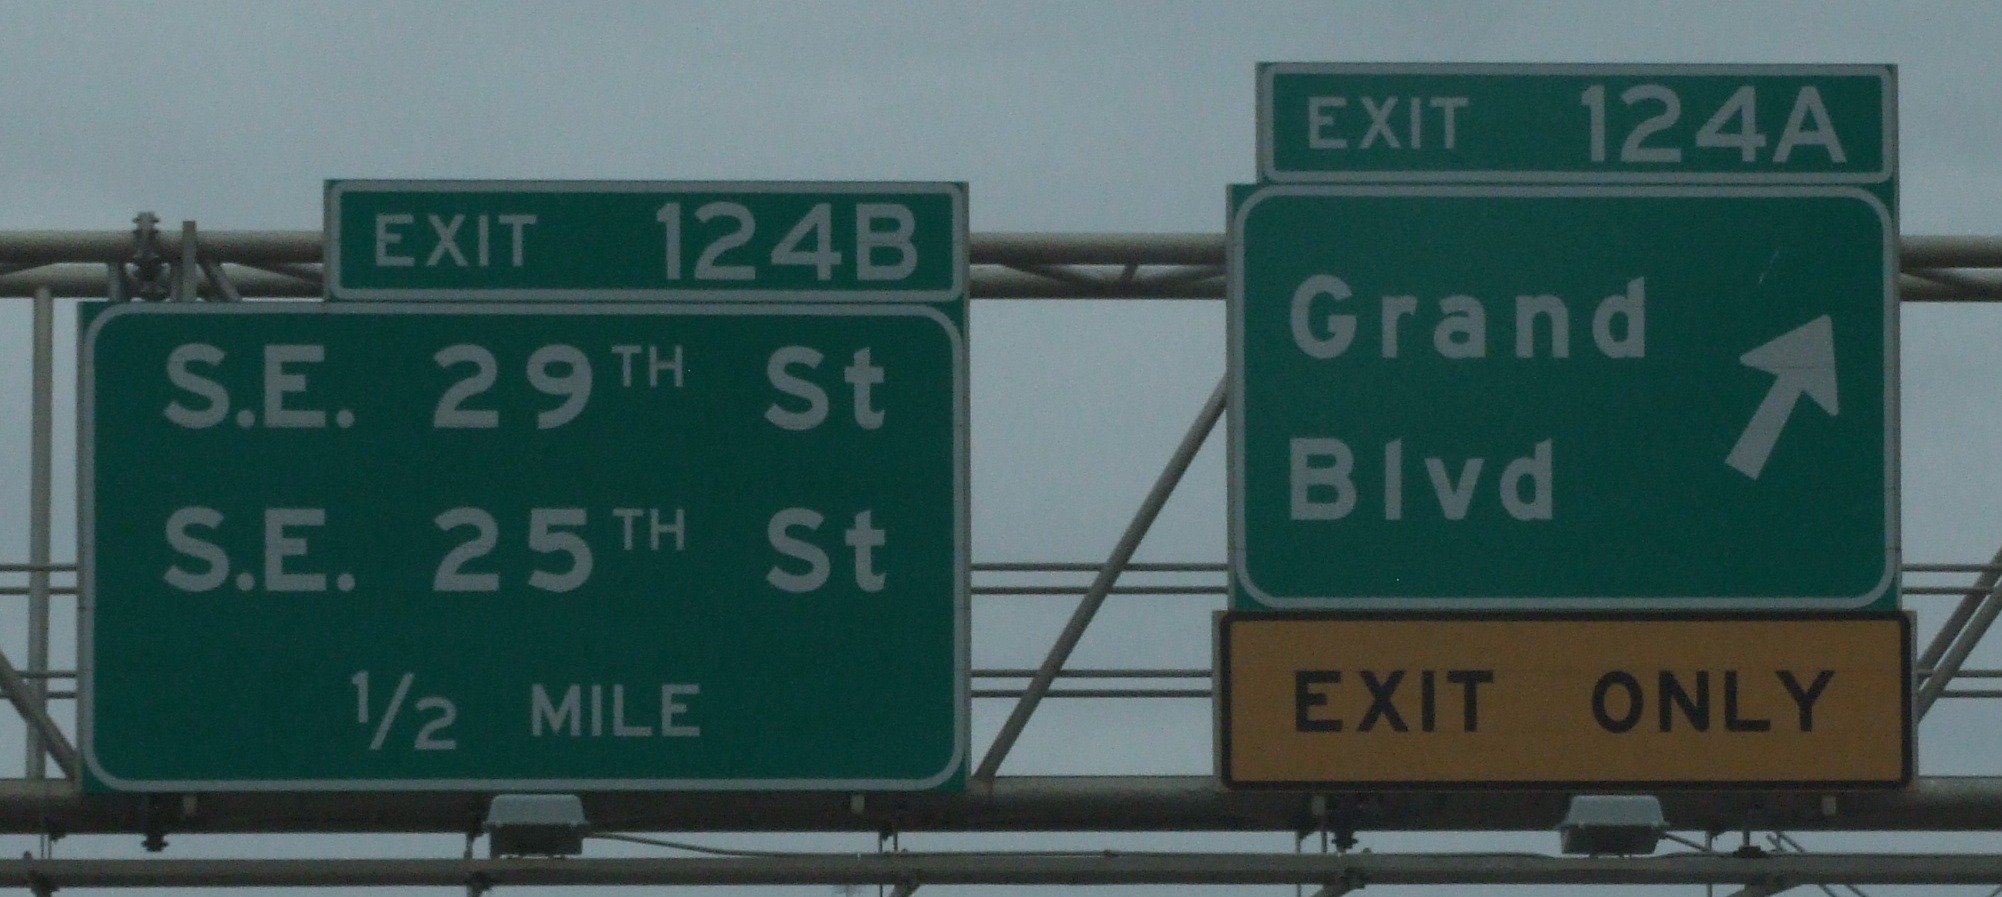 EXIT 124B
S.E. 29TH St
S.E. 25TH St
1/2 MILE
EXIT 124A
Grand
Blvd
EXIT ONLY